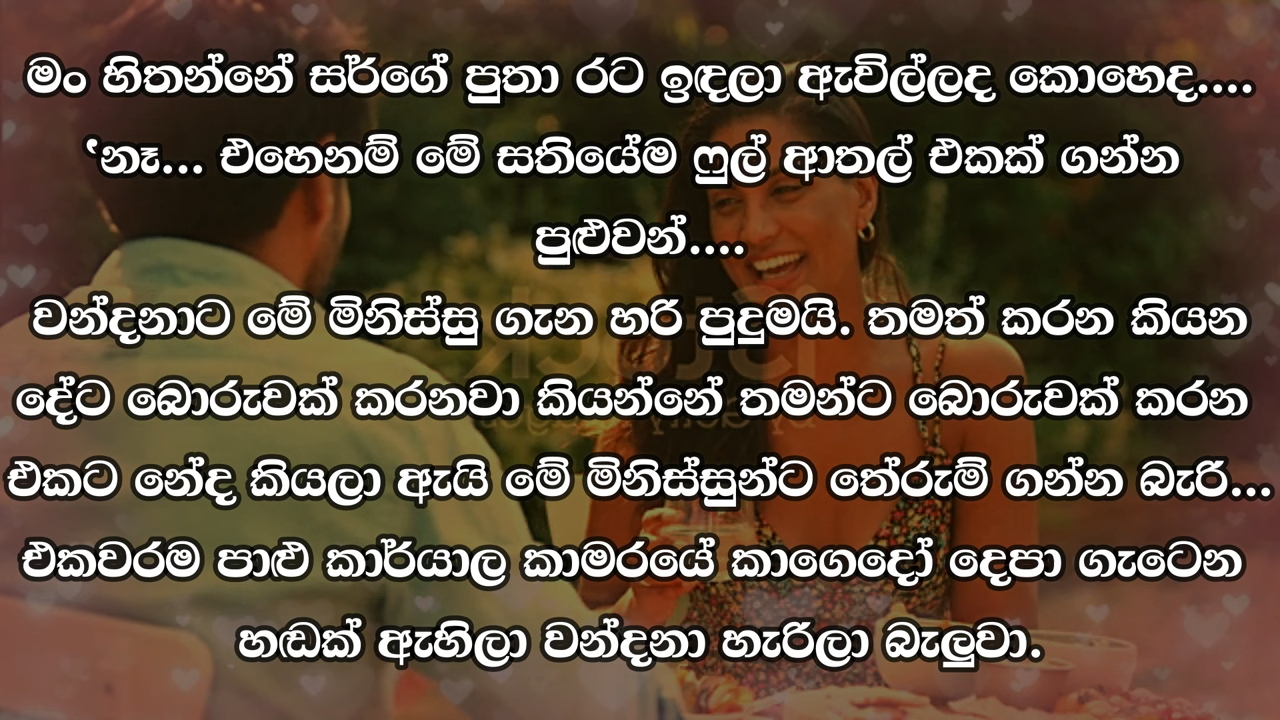 මං හිතන්නේ සර්ගේ පුතා රට ඉඳලා ඇවිල්ලද කොහෙද....
‘නෑ... එහෙනම් මේ සතියේම ෆුල් ආතල් එකක් ගන්න
පුළුවන්....
වන්දනාට මේ මිනිස්සු ගැන හරි පුදුමයි. තමත් කරන කියන
දේට බොරුවක් කරනවා කියන්නේ තමන්ට බොරුවක් කරන
එකට නේද කියලා ඇයි මේ මිනිස්සුන්ට තේරුම් ගන්න බැරි...
එකවරම පාළු කාර්යාල කාමරයේ කාගෙදෝ දෙපා ගැටෙන
හඬක් ඇහිලා වන්දනා හැරිලා බැලුවා.